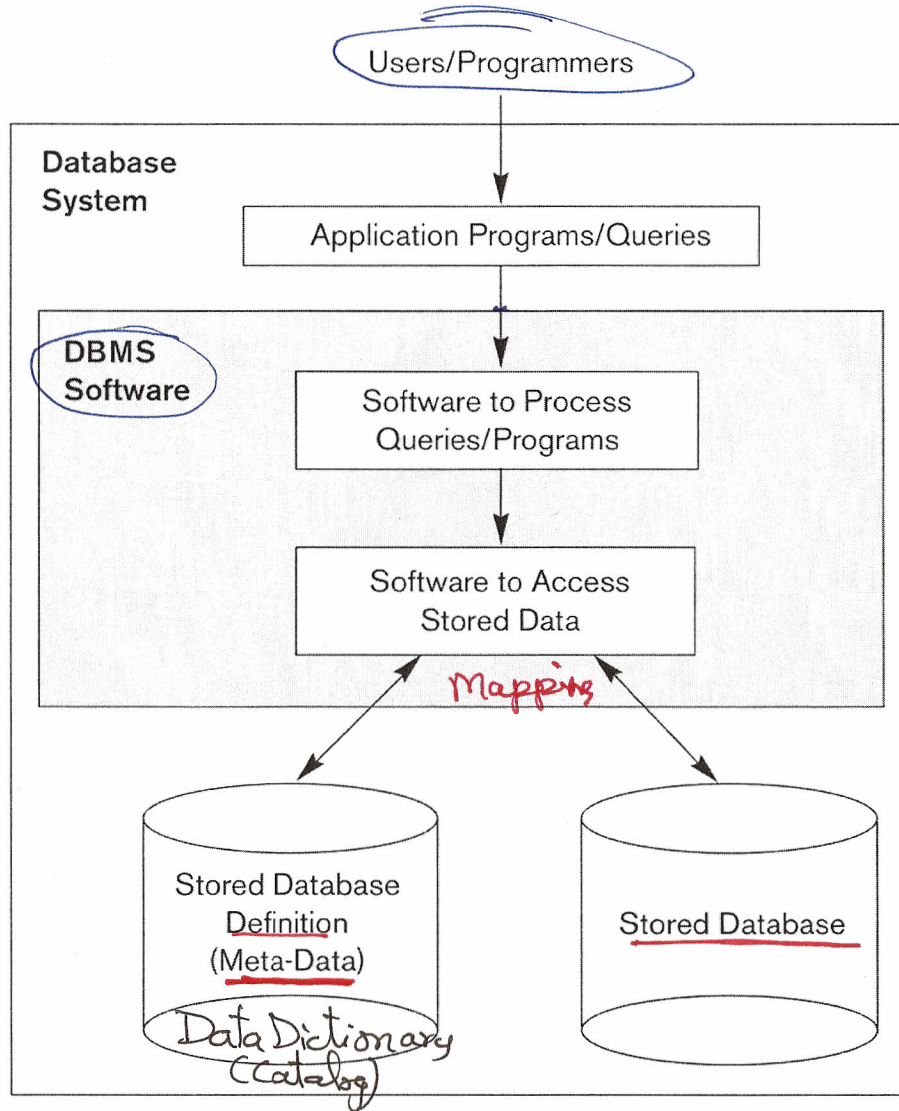 Users/Programmers
Database
System
Application Programs/Queries
DBMS
Software
Software to Process
Queries/Programs
Software to Access
Stored Data
Mapping
Stored Database
Definition
(Meta-Data)
Data Dictionary
(Catalog)
Stored Database